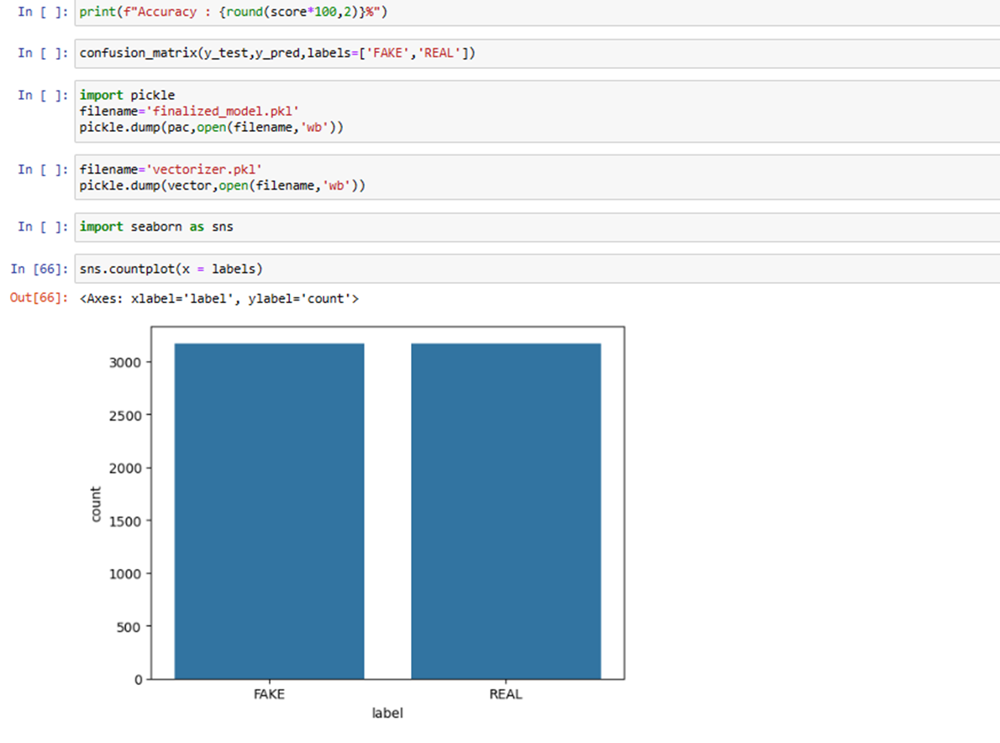 In [ ]: print(f"Accuracy : {round(score*100,2)}%")
In [ ]: confusion_matrix(y_test,y_pred,labels=['FAKE','REAL'])
In [ ]: import pickle
filename='finalized_model.pkl'
pickle.dump(pac,open(filename,'wb'))
In [ ]: filename='vectorizer.pkl'
pickle.dump(vector,open(filename,'wb'))
In [ ]: import seaborn as sns
In [66]: sns.countplot(x = labels)
Out[66]: <Axes: xlabel='label', ylabel='count'>
3000
2500
2000
1500
1000
500
0
count
FAKE REAL
label